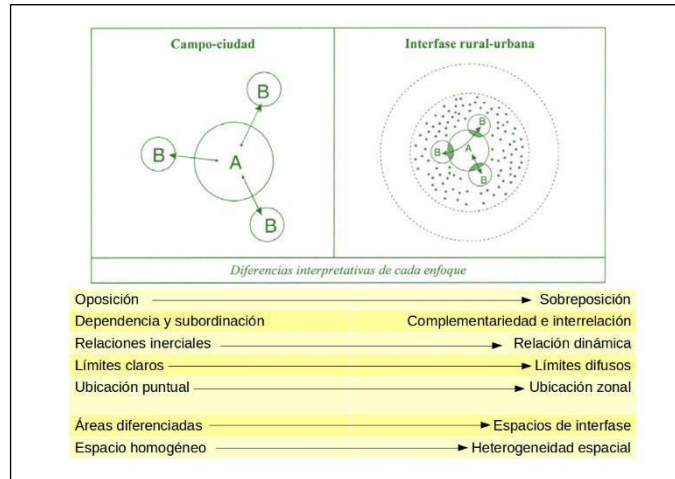 Campo-ciudad
Interfase rural-urbana
B
B
A
B
B
B
A
B
Diferencias interpretativas de cada enfoque
Oposición Sobreposición
Dependencia y subordinación Complementariedad e interrelación
Relaciones inerciales Relación dinámica
Límites claros Límites difusos
Ubicación puntual Ubicación zonal
Áreas diferenciadas Espacios de interfase
Espacio homogéneo Heterogeneidad espacial